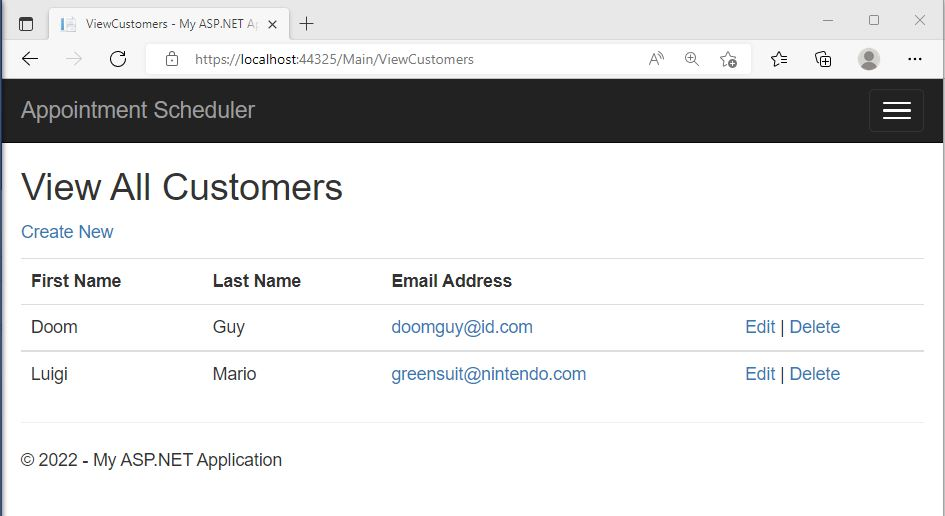 ViewCustomers - My ASP.NET A
https://localhost:44325/Main/ViewCustomers
Appointment Scheduler
View All Customers
Create New
First Name Last Name Email Address
Doom Guy doomguy@id.com Edit | Delete
Luigi Mario greensuit@nintendo.com Edit | Delete
© 2022 - My ASP.NET Application